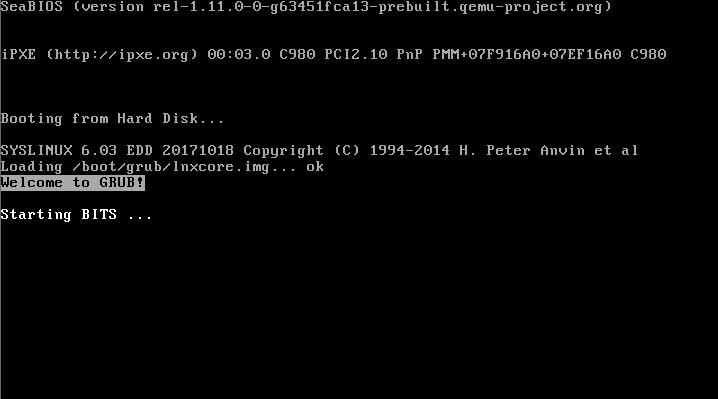 SeaBIOS (version rel-1.11.0-0-g63451fca13-prebuilt.qemu-project.org)
iPXE (http://ipxe.org) 00:03.0 C980 PCI2.10 PnP PMM+07F916A0+07EF16A0 C980
Booting from Hard Disk...
SYSLINUX 6.03 EDD 20171018 Copyright (C) 1994-2014 H. Peter Anvin et al
Loading /boot/grub/lnxcore.img... ok
Welcome to GRUB!
Starting BITS ...